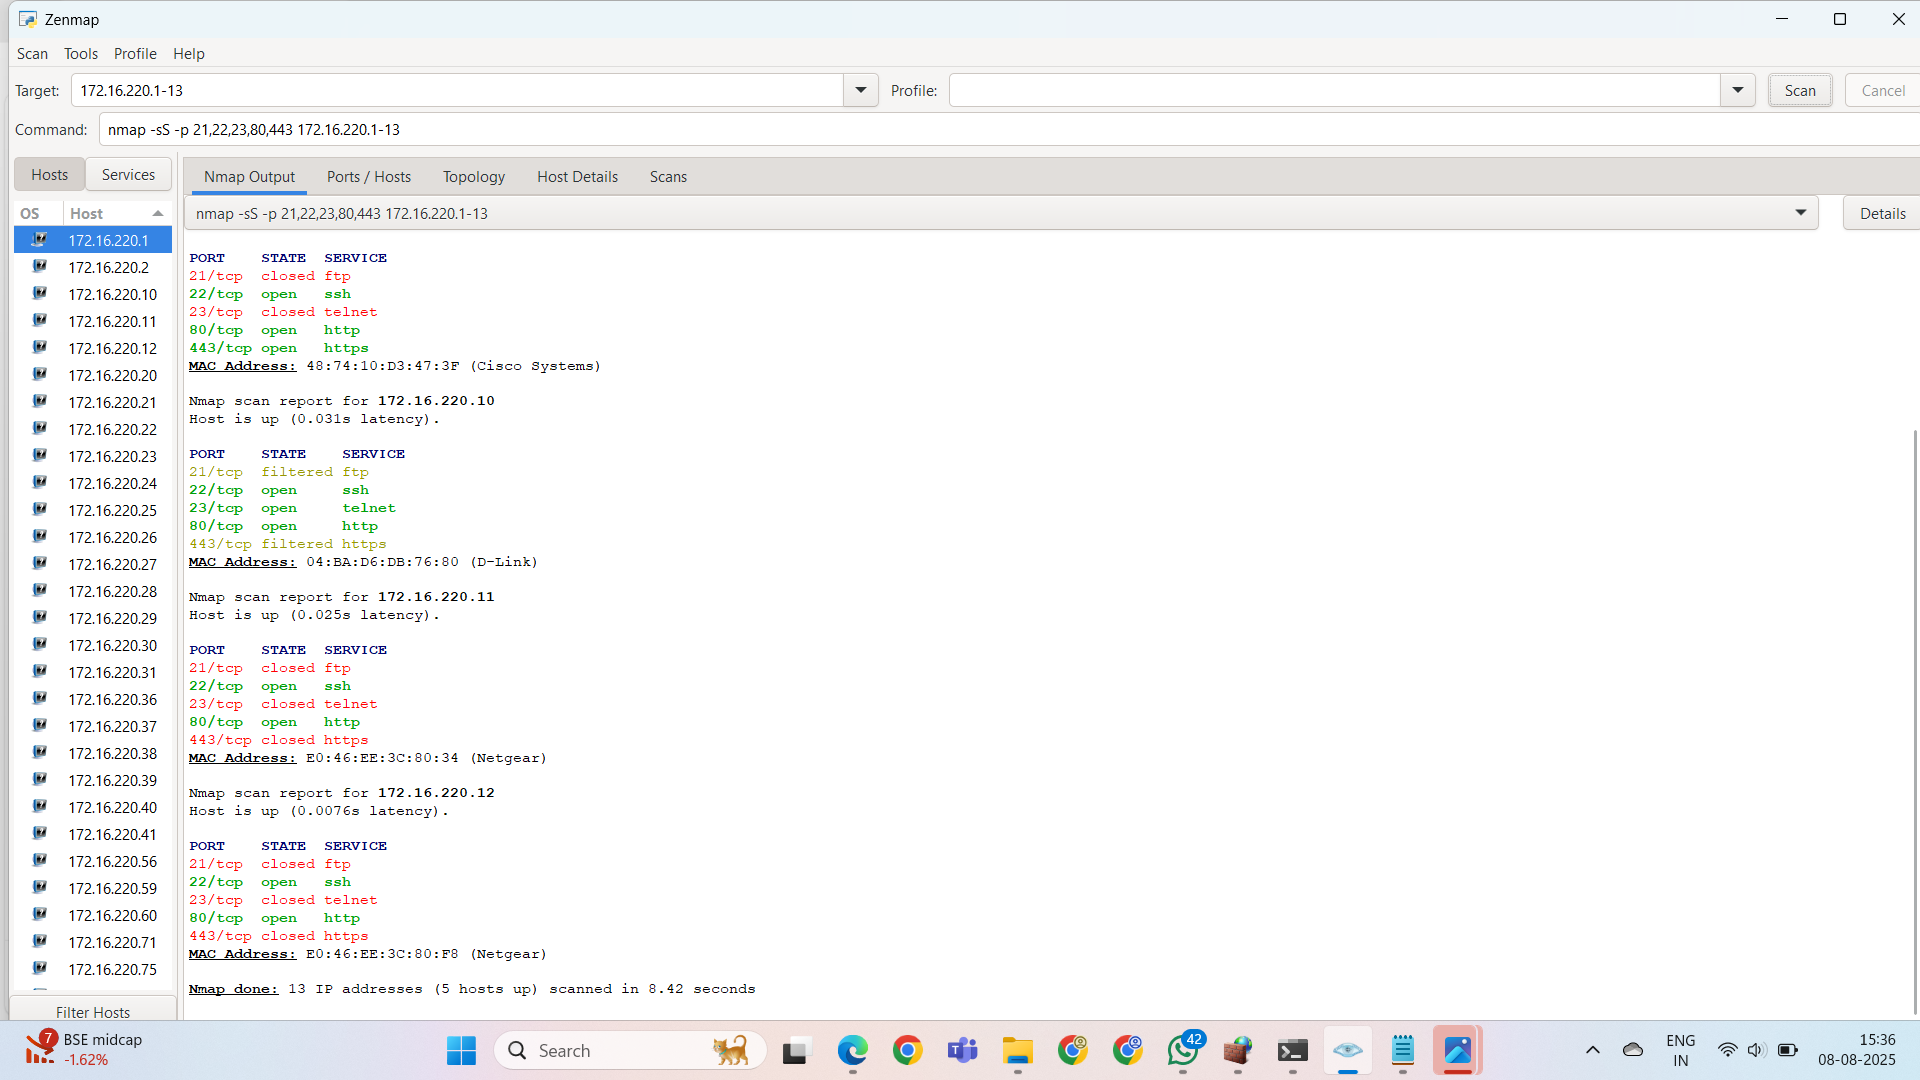 Zenmap
Scan Tools Profile Help
Target: 172.16.220.1-13 Profile: Scan Cancel
Command: nmap -sS -p 21,22,23,80,443 172.16.220.1-13
Hosts Services
Nmap Output Ports / Hosts Topology Host Details Scans
OS Host
nmap -sS -p 21,22,23,80,443 172.16.220.1-13 Details
172.16.220.1
172.16.220.2
172.16.220.10
172.16.220.11
172.16.220.12
172.16.220.20
172.16.220.21
172.16.220.22
172.16.220.23
172.16.220.24
172.16.220.25
172.16.220.26
172.16.220.27
172.16.220.28
172.16.220.29
172.16.220.30
172.16.220.31
172.16.220.36
172.16.220.37
172.16.220.38
172.16.220.39
172.16.220.40
172.16.220.41
172.16.220.56
172.16.220.59
172.16.220.60
172.16.220.71
172.16.220.75
Filter Hosts
PORT STATE SERVICE
21/tcp closed ftp
22/tcp open ssh
23/tcp closed telnet
80/tcp open http
443/tcp open https
MAC Address: 48:74:10:D3:47:3F (Cisco Systems)
Nmap scan report for 172.16.220.10
Host is up (0.031s latency).
PORT STATE SERVICE
21/tcp filtered ftp
22/tcp open ssh
23/tcp open telnet
80/tcp open http
443/tcp filtered https
MAC Address: 04:BA:D6:DB:76:80 (D-Link)
Nmap scan report for 172.16.220.11
Host is up (0.025s latency).
PORT STATE SERVICE
21/tcp closed ftp
22/tcp open ssh
23/tcp closed telnet
80/tcp open http
443/tcp closed https
MAC Address: E0:46:EE:3C:80:34 (Netgear)
Nmap scan report for 172.16.220.12
Host is up (0.0076s latency).
PORT STATE SERVICE
21/tcp closed ftp
22/tcp open ssh
23/tcp closed telnet
80/tcp open http
443/tcp closed https
MAC Address: E0:46:EE:3C:80:F8 (Netgear)
Nmap done: 13 IP addresses (5 hosts up) scanned in 8.42 seconds
7
BSE midcap
-1.62%
Search
42
ENG
IN
15:36
08-08-2025